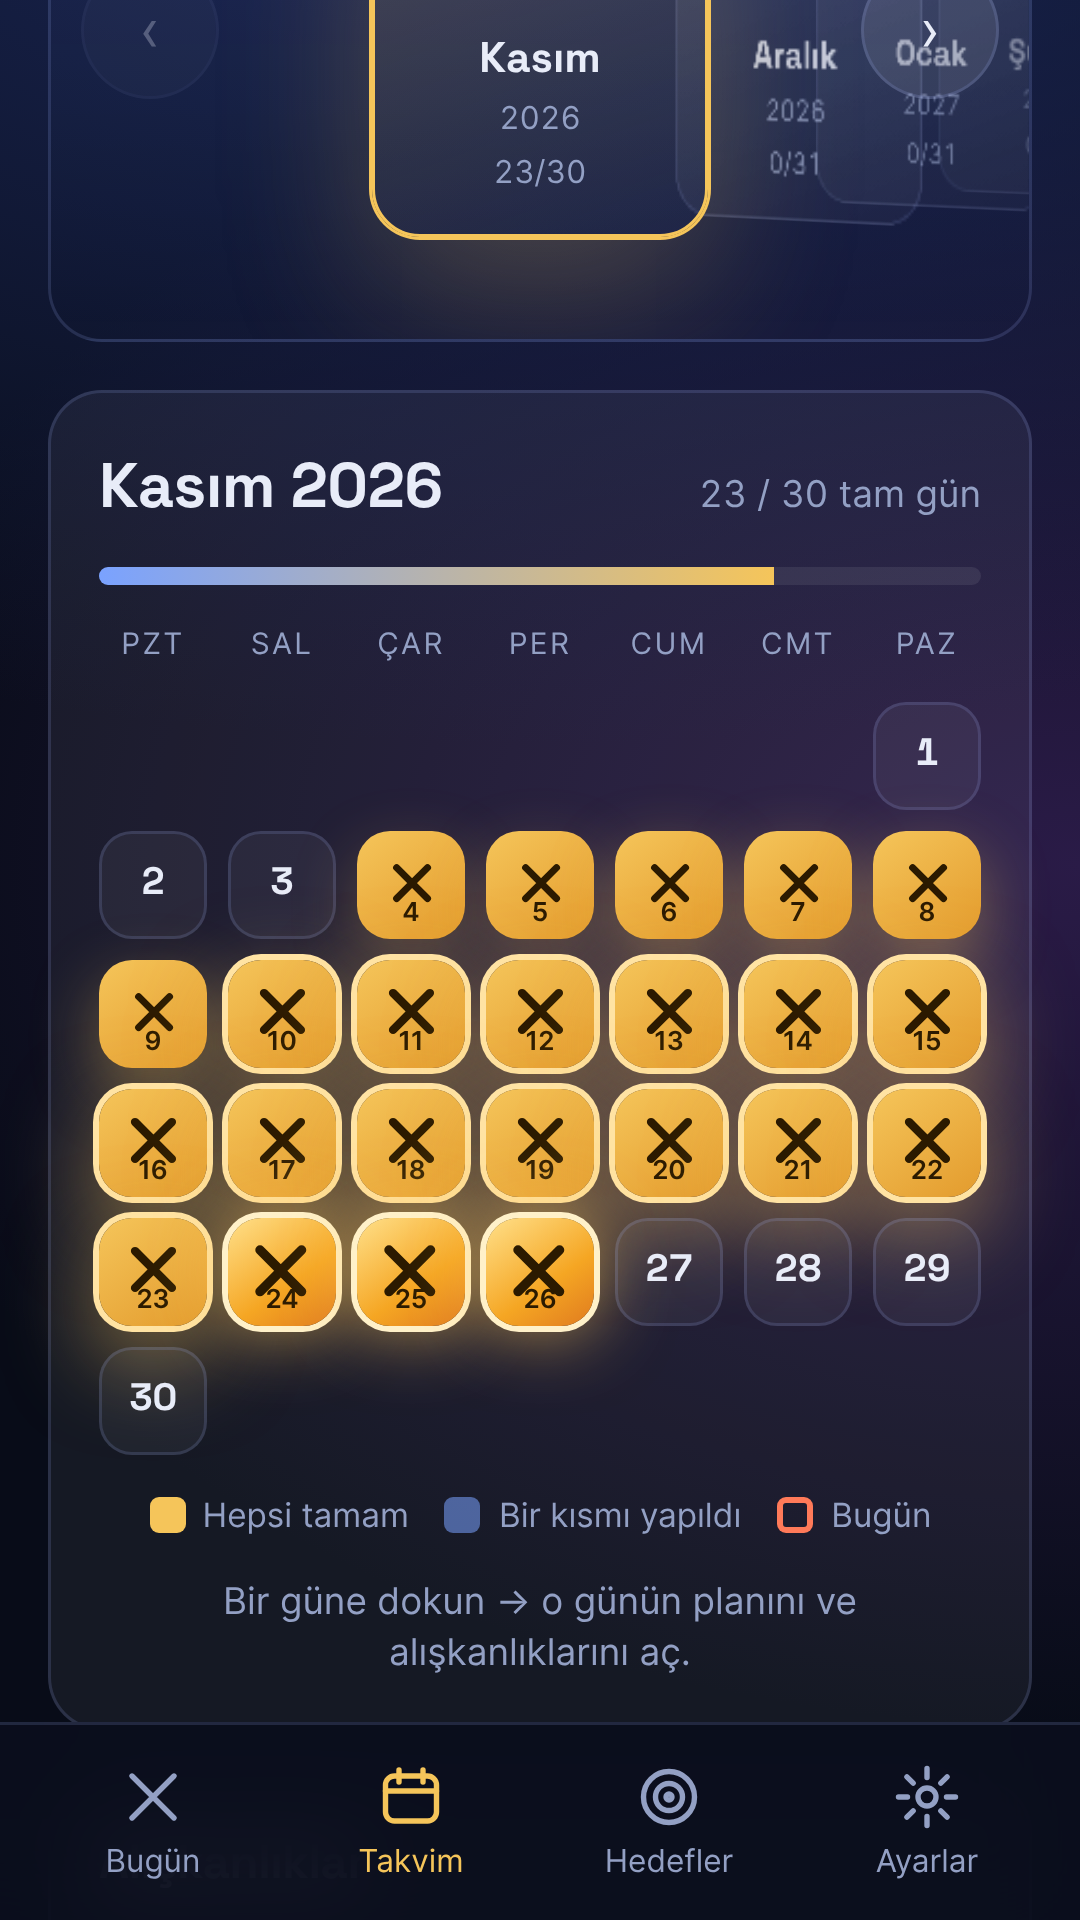 ‹ Kasım Aralık Ocak ›
2026 2026 2027
23/30 0/31 0/31
Kasım 2026 23 / 30 tam gün
PZT SAL ÇAR PER CUM CMT PAZ
1
2 3 4 5 6 7 8
9 10 11 12 13 14 15
16 17 18 19 20 21 22
23 24 25 26 27 28 29
30
Hepsi tamam Bir kısmı yapıldı Bugün
Bir güne dokun → o günün planını ve
alışkanlıklarını aç.
Bugün Takvim Hedefler Ayarlar